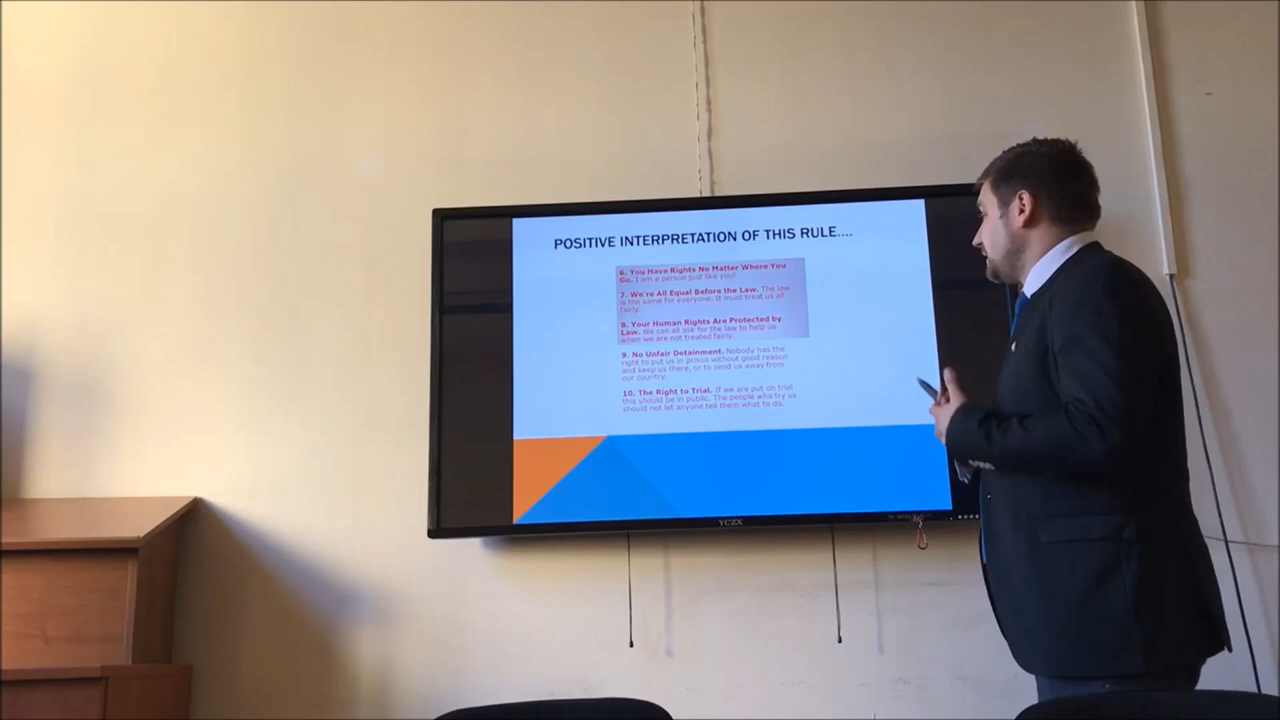 POSITIVE INTERPRETATION OF THIS RULE....
6. You Have Rights No Matter Where You
Go. I am a person just like you!
7. We're All Equal Before the Law. The law
is the same for everyone. It must treat us all
fairly.
8. Your Human Rights Are Protected by
Law. We can all ask for the law to help us
when we are not treated fairly.
9. No Unfair Detainment. Nobody has the
right to put us in prison without good reason
and keep us there, or to send us away from
our country.
10. The Right to Trial. If we are put on trial
this should be in public. The people who try us
should not let anyone tell them what to do.
YCZX